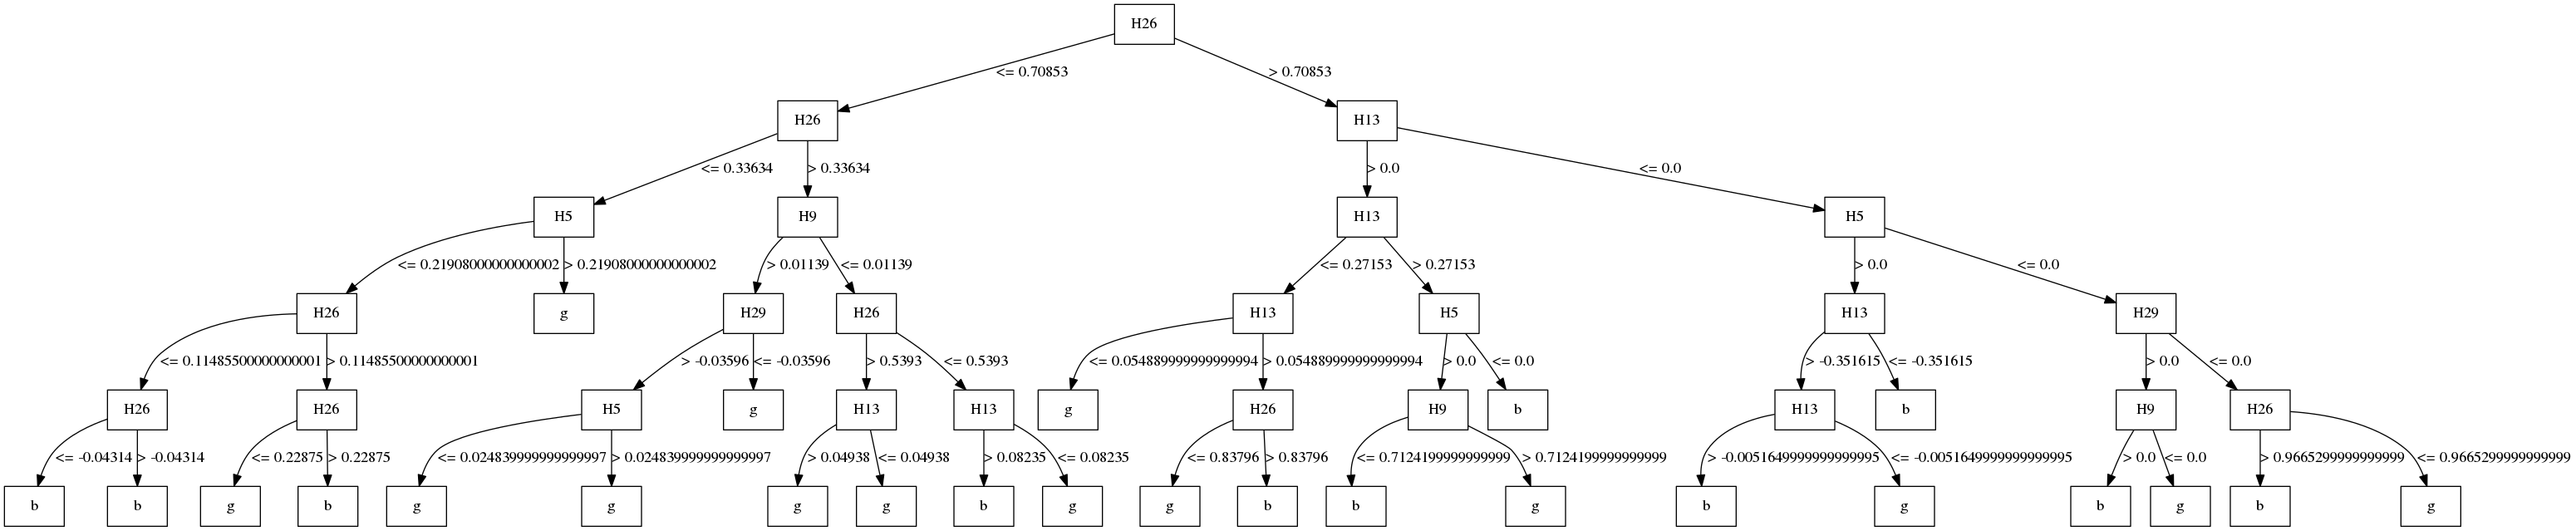 H26
<= 0.70853 > 0.70853
H26 H13
<= 0.33634 > 0.33634 > 0.0 <= 0.0
H5 H9 H13 H5
<= 0.21908000000000002 > 0.21908000000000002 > 0.01139 <= 0.01139 <= 0.27153 > 0.27153 > 0.0 <= 0.0
H26 g H29 H26 H13 H5 H13 H29
<= 0.11485500000000001 > 0.11485500000000001 > -0.03596 <= -0.03596 > 0.5393 <= 0.5393 <= 0.054889999999999994 > 0.054889999999999994 > 0.0 <= 0.0 > -0.351615 <= -0.351615 > 0.0 <= 0.0
H26 H26 H5 g H13 H13 g H26 H9 b H13 b H9 H26
<= -0.04314 > -0.04314 <= 0.22875 > 0.22875 <= 0.024839999999999997 > 0.024839999999999997 > 0.04938 <= 0.04938 > 0.08235 <= 0.08235 <= 0.83796 > 0.83796 <= 0.7124199999999999 > 0.7124199999999999 > -0.0051649999999999995 <= -0.0051649999999999995 > 0.0 <= 0.0 > 0.9665299999999999 <= 0.9665299999999999
b b g b g g g g b g g b b g b g b g b g